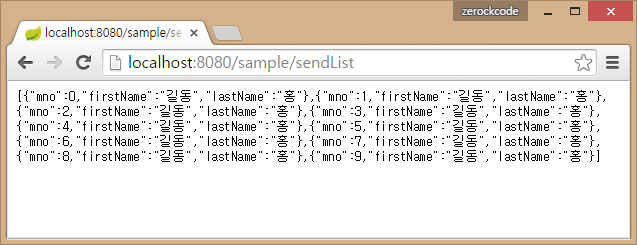 zerockcode
localhost:8080/sample/se
localhost:8080/sample/sendList
[{"mno":0,"firstName":"길동","lastName":"홍"},{"mno":1,"firstName":"길동","lastName":"홍"},
{"mno":2,"firstName":"길동","lastName":"홍"},{"mno":3,"firstName":"길동","lastName":"홍"},
{"mno":4,"firstName":"길동","lastName":"홍"},{"mno":5,"firstName":"길동","lastName":"홍"},
{"mno":6,"firstName":"길동","lastName":"홍"},{"mno":7,"firstName":"길동","lastName":"홍"},
{"mno":8,"firstName":"길동","lastName":"홍"},{"mno":9,"firstName":"길동","lastName":"홍"}]